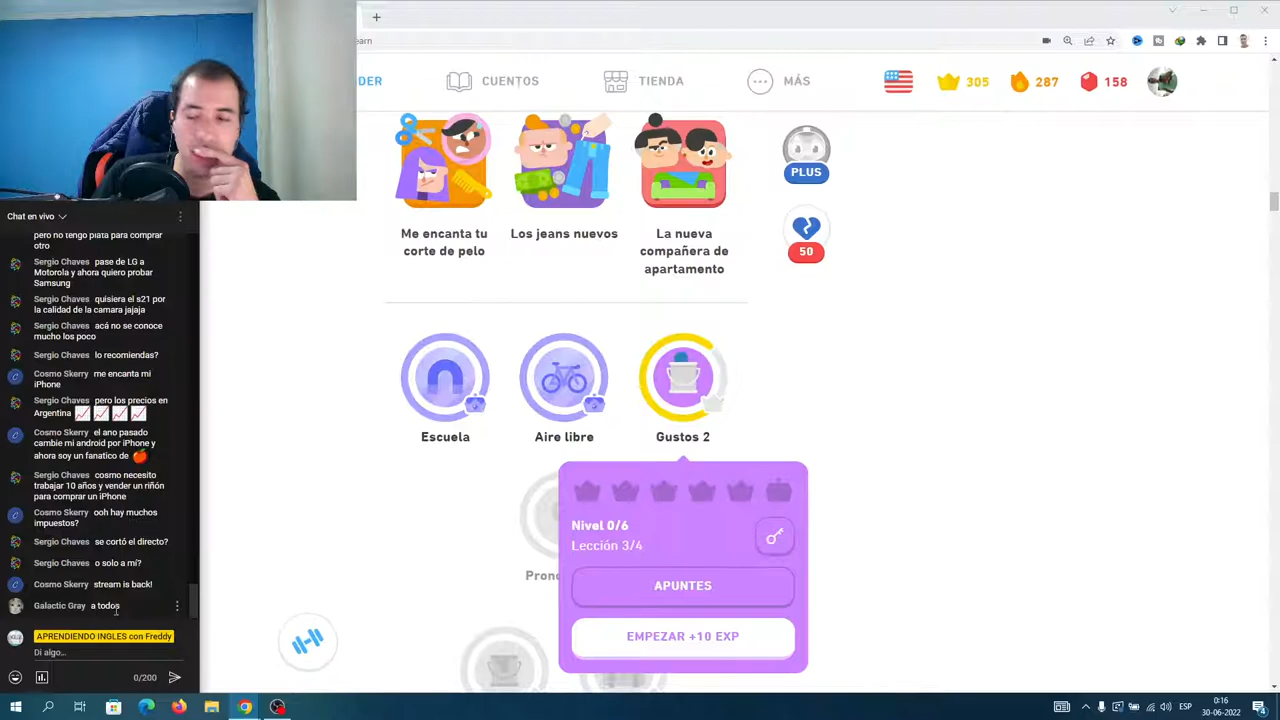 earn
DER
CUENTOS
TIENDA
MÁS
305
287
158
Me encanta tu
corte de pelo
Los jeans nuevos
La nueva
compañera de
apartamento
PLUS
50
Escuela
Aire libre
Gustos 2
Pron
Nivel 0/6
Lección 3/4
APUNTES
EMPEZAR +10 EXP
Chat en vivo
pero no tengo plata para comprar
otro
Sergio Chaves pase de LG a
Motorola y ahora quiero probar
Samsung
Sergio Chaves quisiera el s21 por
la calidad de la camara jajaja
Sergio Chaves acá no se conoce
mucho los poco
Sergio Chaves lo recomiendas?
Cosmo Skerry me encanta mi
iPhone
Sergio Chaves pero los precios en
Argentina
Cosmo Skerry el ano pasado
cambie mi android por iPhone y
ahora soy un fanatico de
Sergio Chaves cosmo necesito
trabajar 10 años y vender un riñón
para comprar un iPhone
Cosmo Skerry ooh hay muchos
impuestos?
Sergio Chaves se cortó el directo?
Sergio Chaves o solo a mí?
Cosmo Skerry stream is back!
Galactic Gray a todos
APRENDIENDO INGLES con Freddy
Di algo...
0/200
ESP
0:16
30-06-2022
4